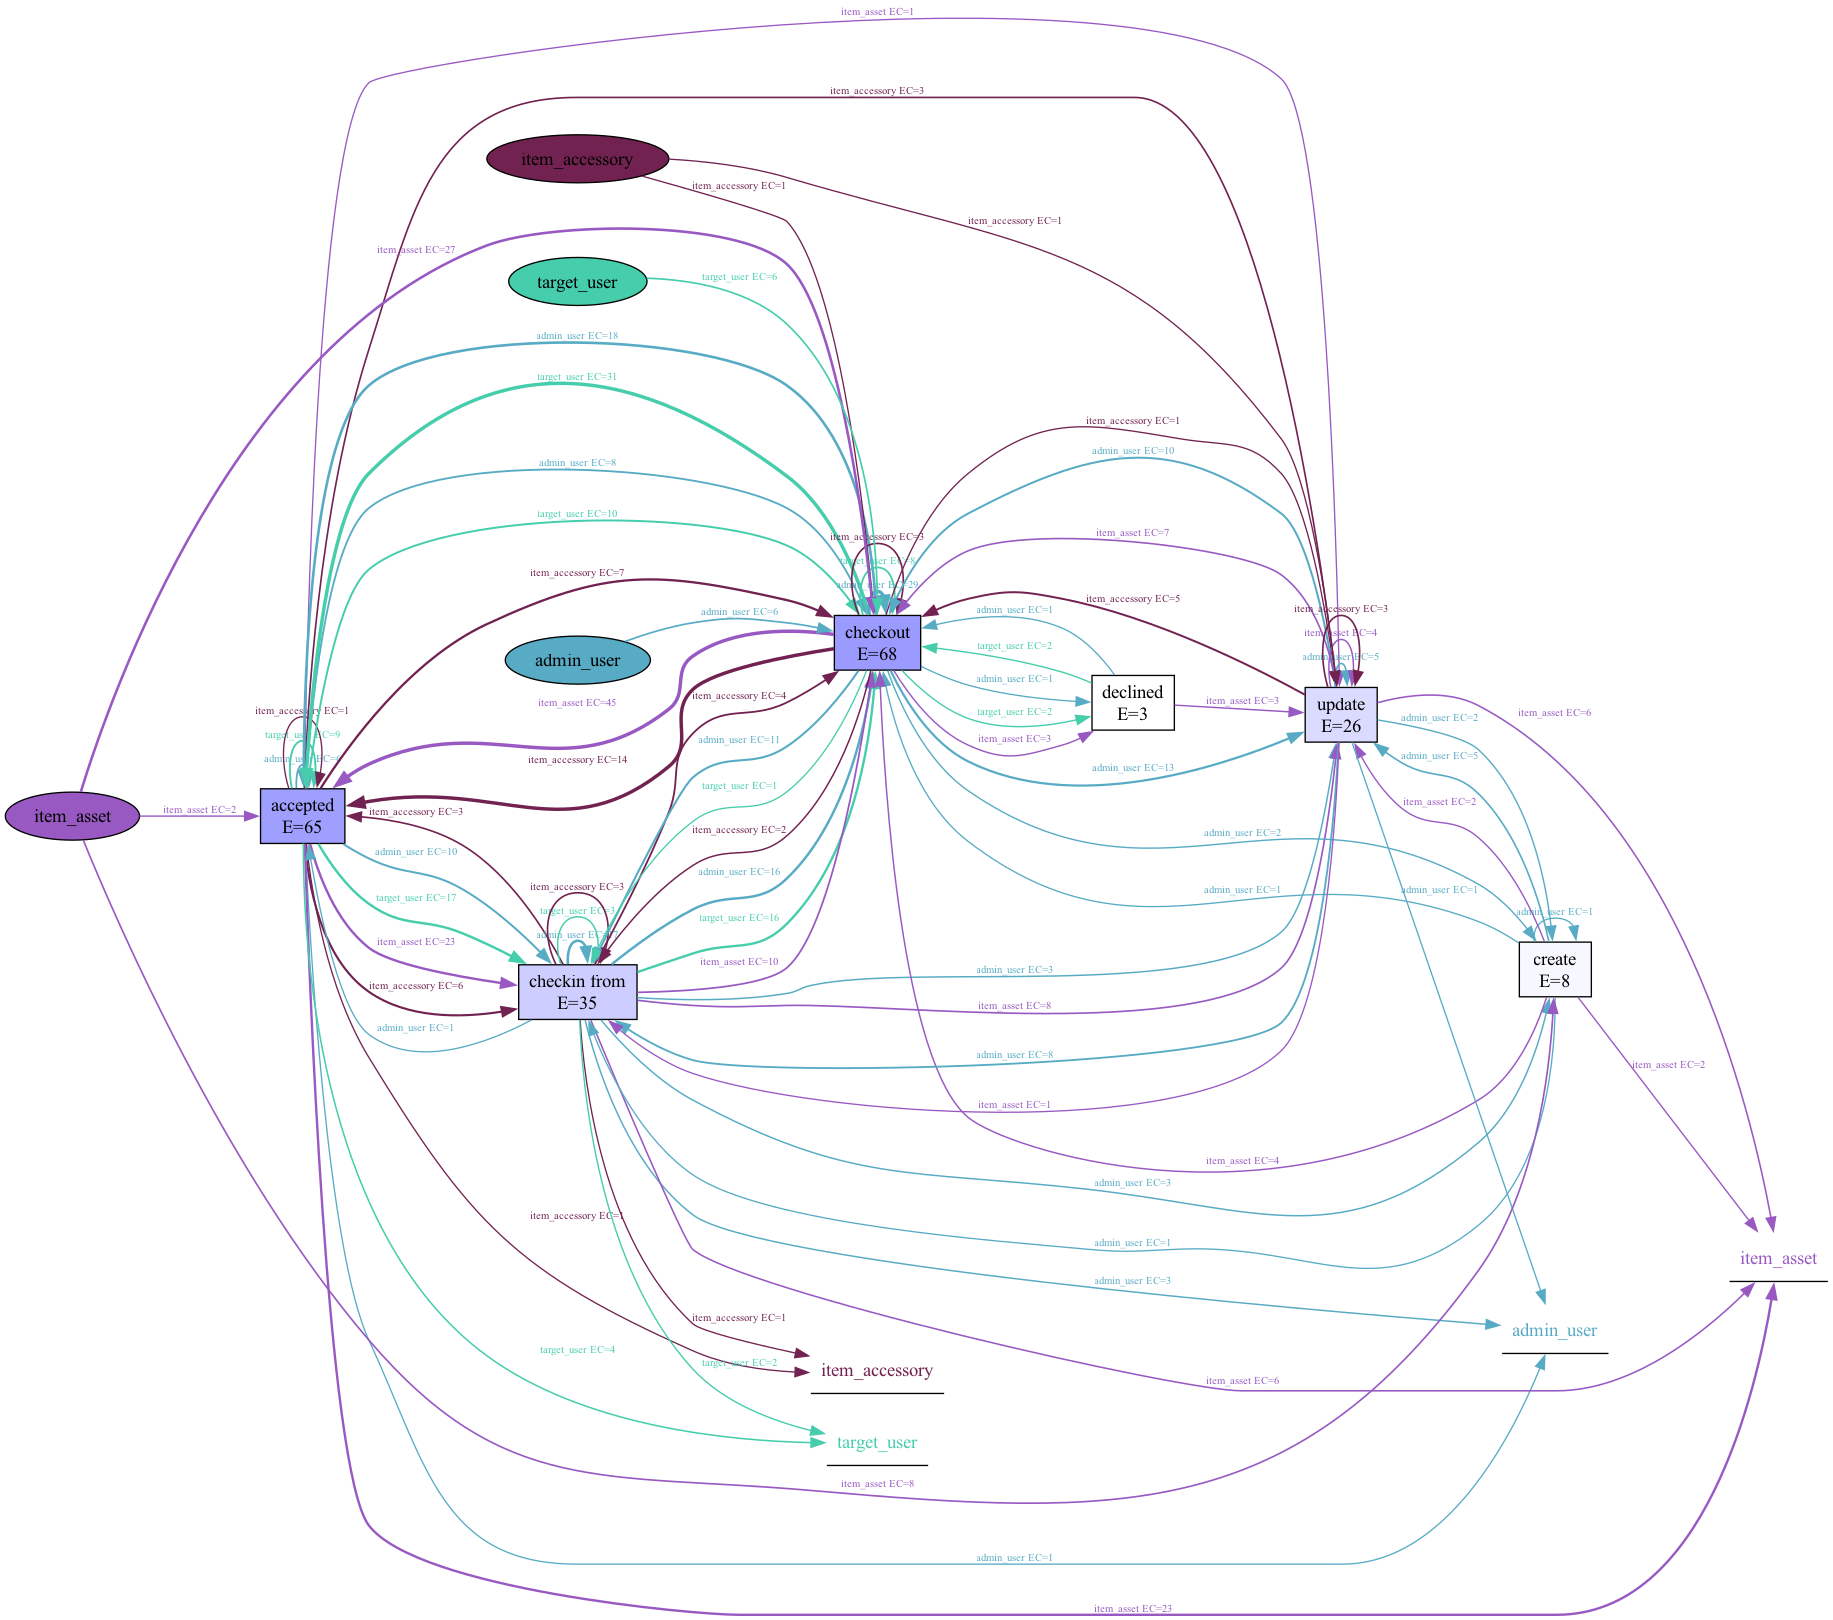 item_asset EC=1
item_accessory EC=3
item_accessory
item_accessory EC=1
item_accessory EC=1
item_asset EC=27
target_user
target_user EC=6
admin_user EC=18
target_user EC=31
item_accessory EC=1
admin_user EC=10
admin_user EC=8
target_user EC=10
item_accessory EC=3
item_asset EC=7
target_user EC=8
item_accessory EC=7
admin_user EC=29
item_accessory EC=5
item_accessory EC=3
admin_user EC=6
admin_user EC=1
checkout
E=68
item_asset EC=4
target_user EC=2
admin_user
admin_user EC=5
admin_user EC=1
declined
E=3
item_asset EC=3
update
E=26
item_asset EC=6
item_asset EC=45
item_accessory EC=4
target_user EC=2
item_accessory EC=1
admin_user EC=2
target_user EC=9
item_asset EC=3
admin_user EC=11
admin_user
item_accessory EC=14
admin_user EC=13
admin_user EC=5
target_user EC=1
accepted
E=65
item_asset
item_asset EC=2
item_accessory EC=3
item_asset EC=2
item_accessory EC=2
admin_user EC=2
admin_user EC=10
admin_user EC=16
item_accessory EC=3
admin_user EC=1
admin_user EC=1
target_user EC=17
target_user EC=3
target_user EC=16
admin_user EC=1
item_asset EC=23
admin_user
item_asset EC=10
create
E=8
item_accessory EC=6
checkin from
E=35
admin_user EC=3
item_asset EC=8
admin_user EC=1
admin_user EC=8
item_asset EC=2
item_asset EC=1
item_asset EC=4
admin_user EC=3
item_accessory EC=1
admin_user EC=1
item_asset
admin_user EC=3
item_accessory EC=1
admin_user
target_user EC=4
target_user EC=2
item_accessory
item_asset EC=6
target_user
item_asset EC=8
admin_user EC=1
item_asset EC=23